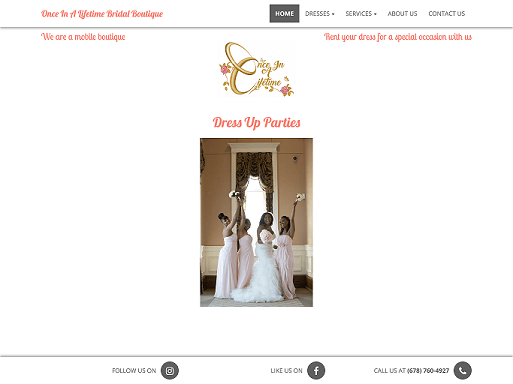 Once In A Lifetime Bridal Boutique
HOME DRESSES SERVICES ABOUT US CONTACT US
We are a mobile boutique
Rent your dress for a special occasion with us
Once In
A
Lifetime
Dress Up Parties
FOLLOW US ON
LIKE US ON
CALL US AT (678) 760-4927